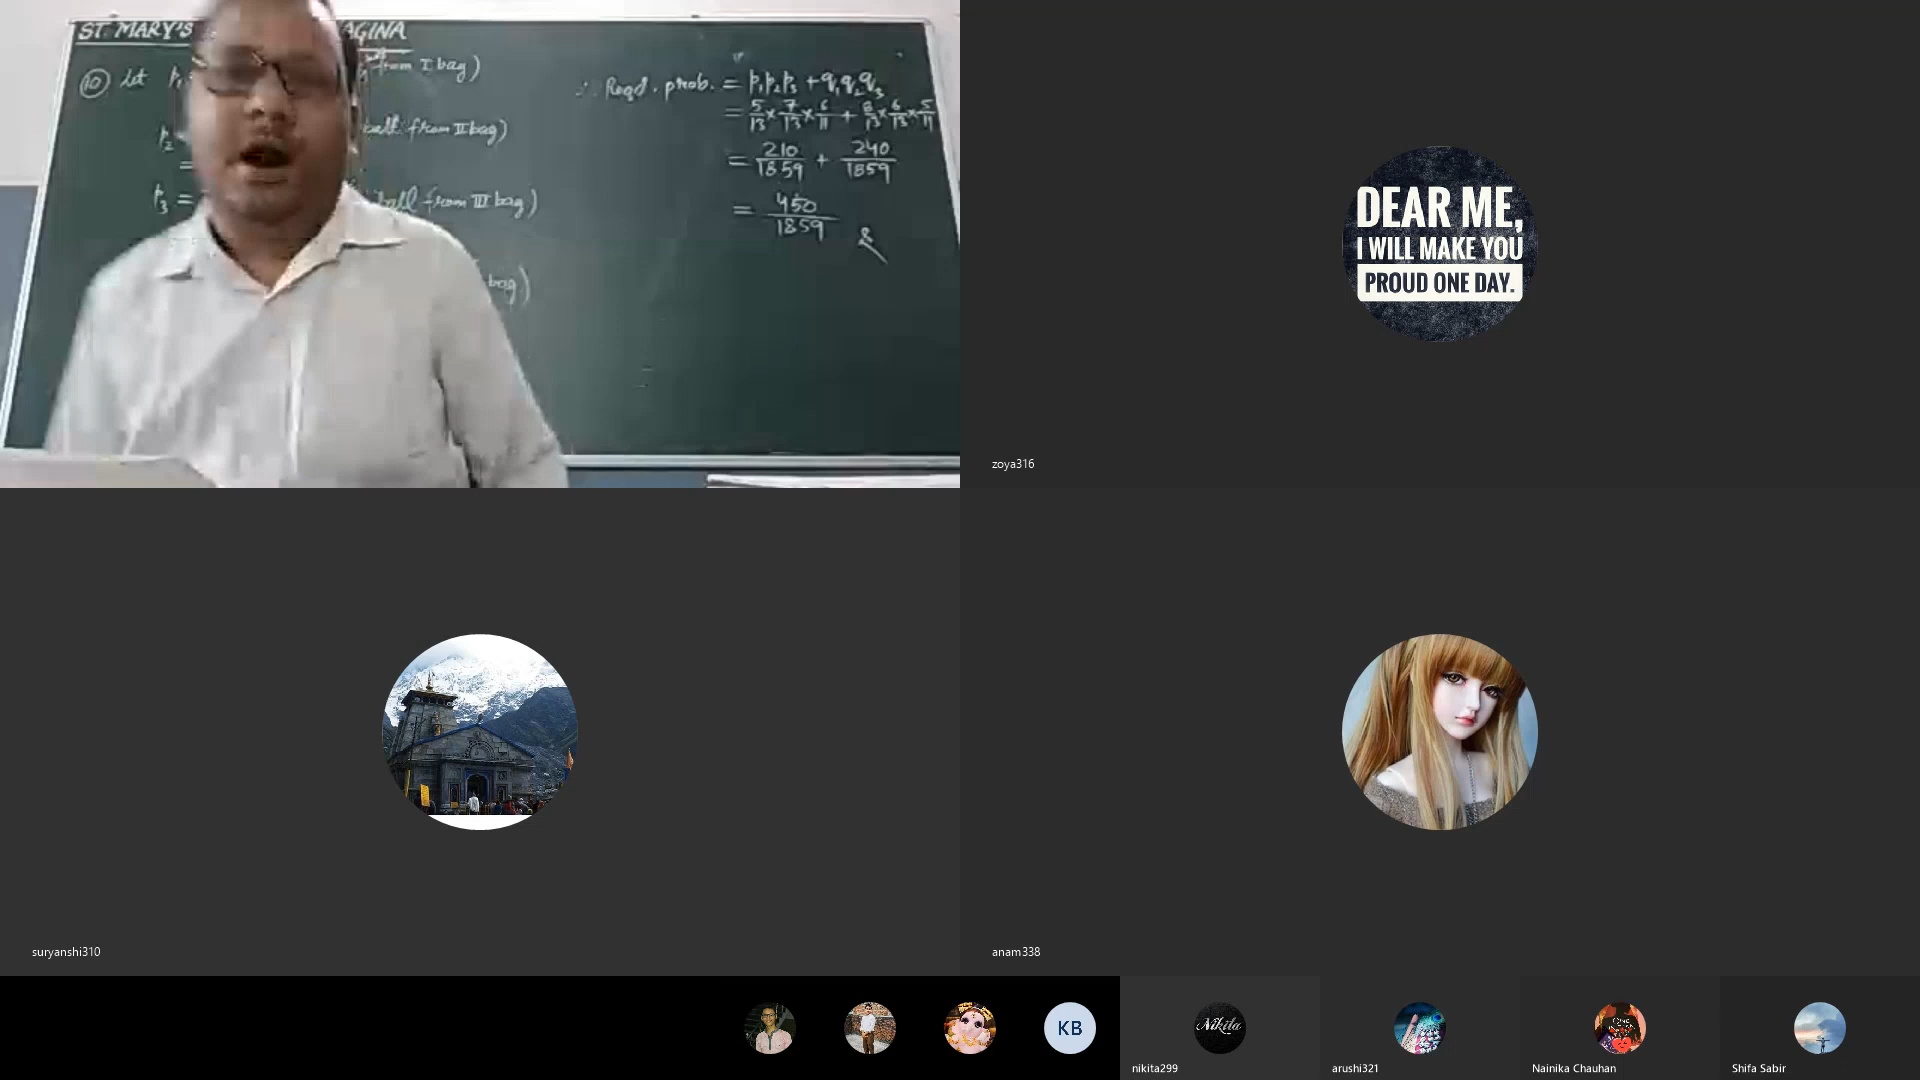 ST. MARY'S AGINA
(10) Let p₁ from I bag)
∴ Reqd. prob. = p₁p₂p₃ + q₁q₂q₃
= 5/13 × 7/13 × 6/11 + 8/13 × 6/13 × 5/11
p₂ ball from II bag)
=
= 210/1859 + 240/1859
p₃ = ball from III bag)
= 450/1859
bag)
DEAR ME,
I WILL MAKE YOU
PROUD ONE DAY.
zoya316
suryanshi310
anam338
KB
Nikita
nikita299
arushi321
Nainika Chauhan
Shifa Sabir